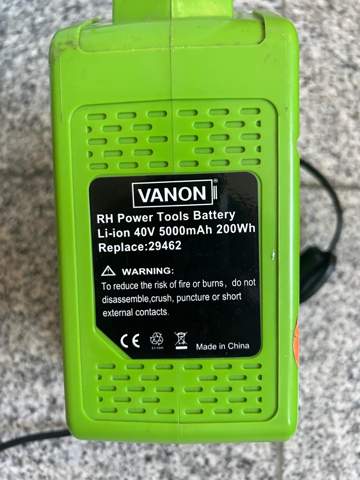 VANON
RH Power Tools Battery
Li-ion 40V 5000mAh 200Wh
Replace:29462
WARNING:
To reduce the risk of fire or burns, do not
disassemble,crush, puncture or short
external contacts.
CE Made in China